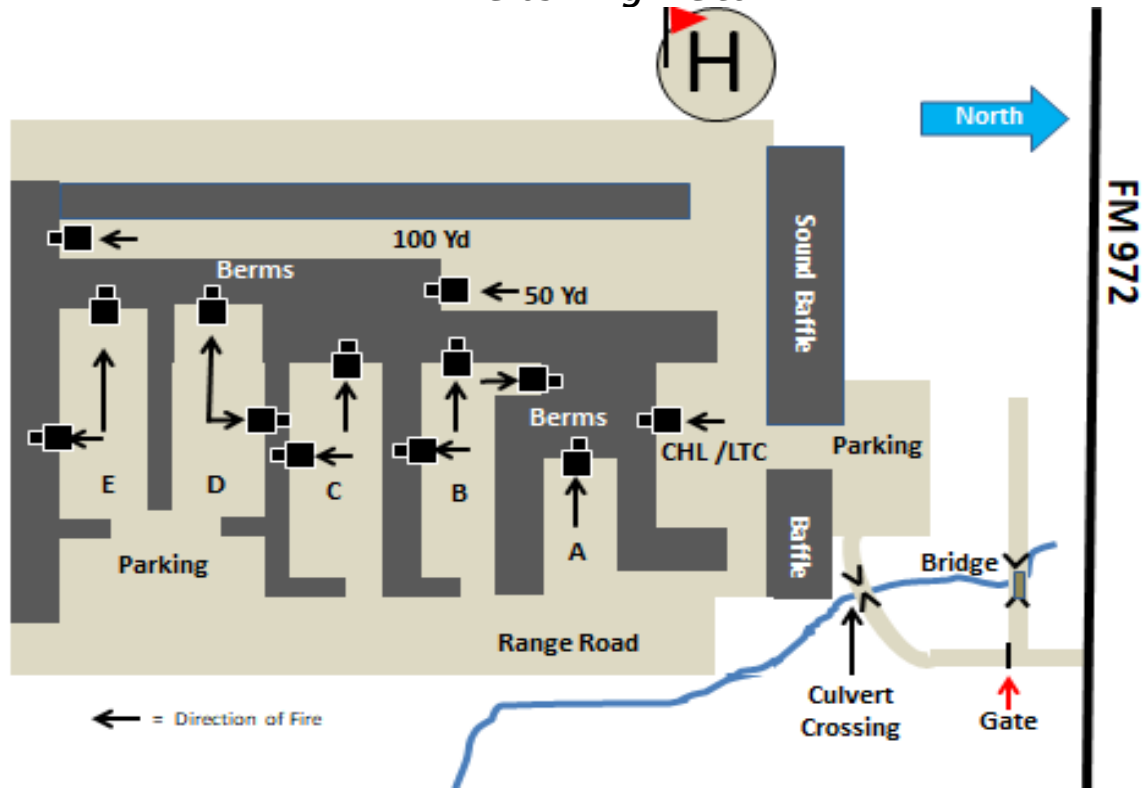 H
North
FM 972
100 Yd
Berms
50 Yd
Sound Baffle
Berms
CHL /LTC
Parking
E
D
C
B
A
Baffle
Bridge
Parking
Range Road
Culvert
Crossing
Gate
= Direction of Fire